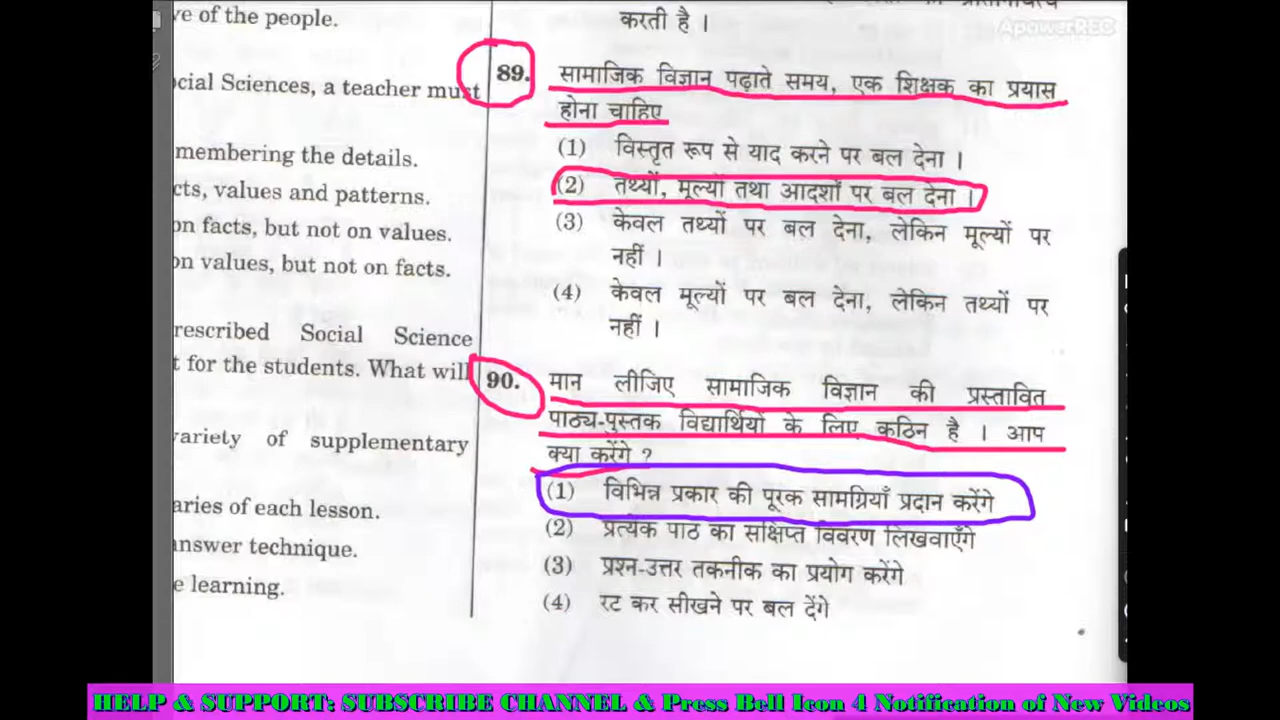 ve of the people.
cial Sciences, a teacher must
membering the details.
cts, values and patterns.
on facts, but not on values.
on values, but not on facts.
rescribed Social Science
t for the students. What will
variety of supplementary
aries of each lesson.
answer technique.
e learning.
करती है ।
ApowerREC
89. सामाजिक विज्ञान पढ़ाते समय, एक शिक्षक का प्रयास
होना चाहिए
(1) विस्तृत रूप से याद करने पर बल देना ।
(2) तथ्यों, मूल्यों तथा आदर्शों पर बल देना ।
(3) केवल तथ्यों पर बल देना, लेकिन मूल्यों पर
नहीं ।
(4) केवल मूल्यों पर बल देना, लेकिन तथ्यों पर
नहीं ।
90. मान लीजिए सामाजिक विज्ञान की प्रस्तावित
पाठ्य-पुस्तक विद्यार्थियों के लिए कठिन है । आप
क्या करेंगे ?
(1) विभिन्न प्रकार की पूरक सामग्रियाँ प्रदान करेंगे
(2) प्रत्येक पाठ का संक्षिप्त विवरण लिखवाएँगे
(3) प्रश्न-उत्तर तकनीक का प्रयोग करेंगे
(4) रट कर सीखने पर बल देंगे
HELP & SUPPORT: SUBSCRIBE CHANNEL & Press Bell Icon 4 Notification of New Videos